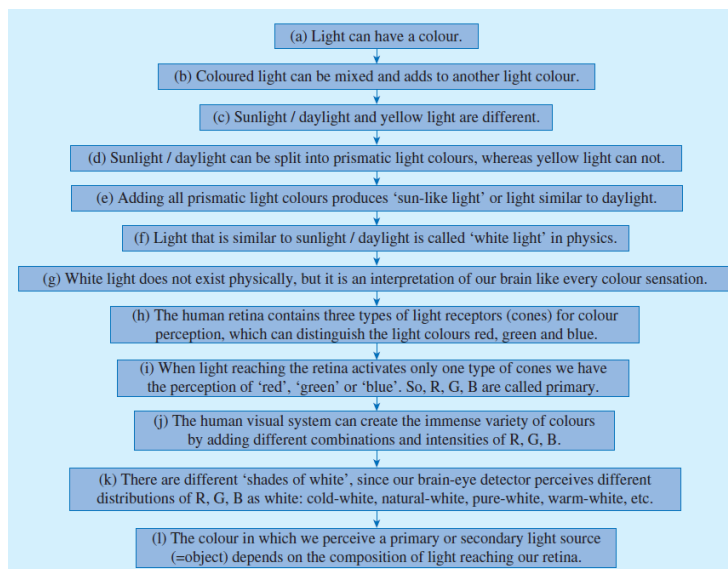 (a) Light can have a colour.
(b) Coloured light can be mixed and adds to another light colour.
(c) Sunlight / daylight and yellow light are different.
(d) Sunlight / daylight can be split into prismatic light colours, whereas yellow light can not.
(e) Adding all prismatic light colours produces ‘sun-like light’ or light similar to daylight.
(f) Light that is similar to sunlight / daylight is called ‘white light’ in physics.
(g) White light does not exist physically, but it is an interpretation of our brain like every colour sensation.
(h) The human retina contains three types of light receptors (cones) for colour
perception, which can distinguish the light colours red, green and blue.
(i) When light reaching the retina activates only one type of cones we have
the perception of ‘red’, ‘green’ or ‘blue’. So, R, G, B are called primary.
(j) The human visual system can create the immense variety of colours
by adding different combinations and intensities of R, G, B.
(k) There are different ‘shades of white’, since our brain-eye detector perceives different
distributions of R, G, B as white: cold-white, natural-white, pure-white, warm-white, etc.
(l) The colour in which we perceive a primary or secondary light source
(=object) depends on the composition of light reaching our retina.